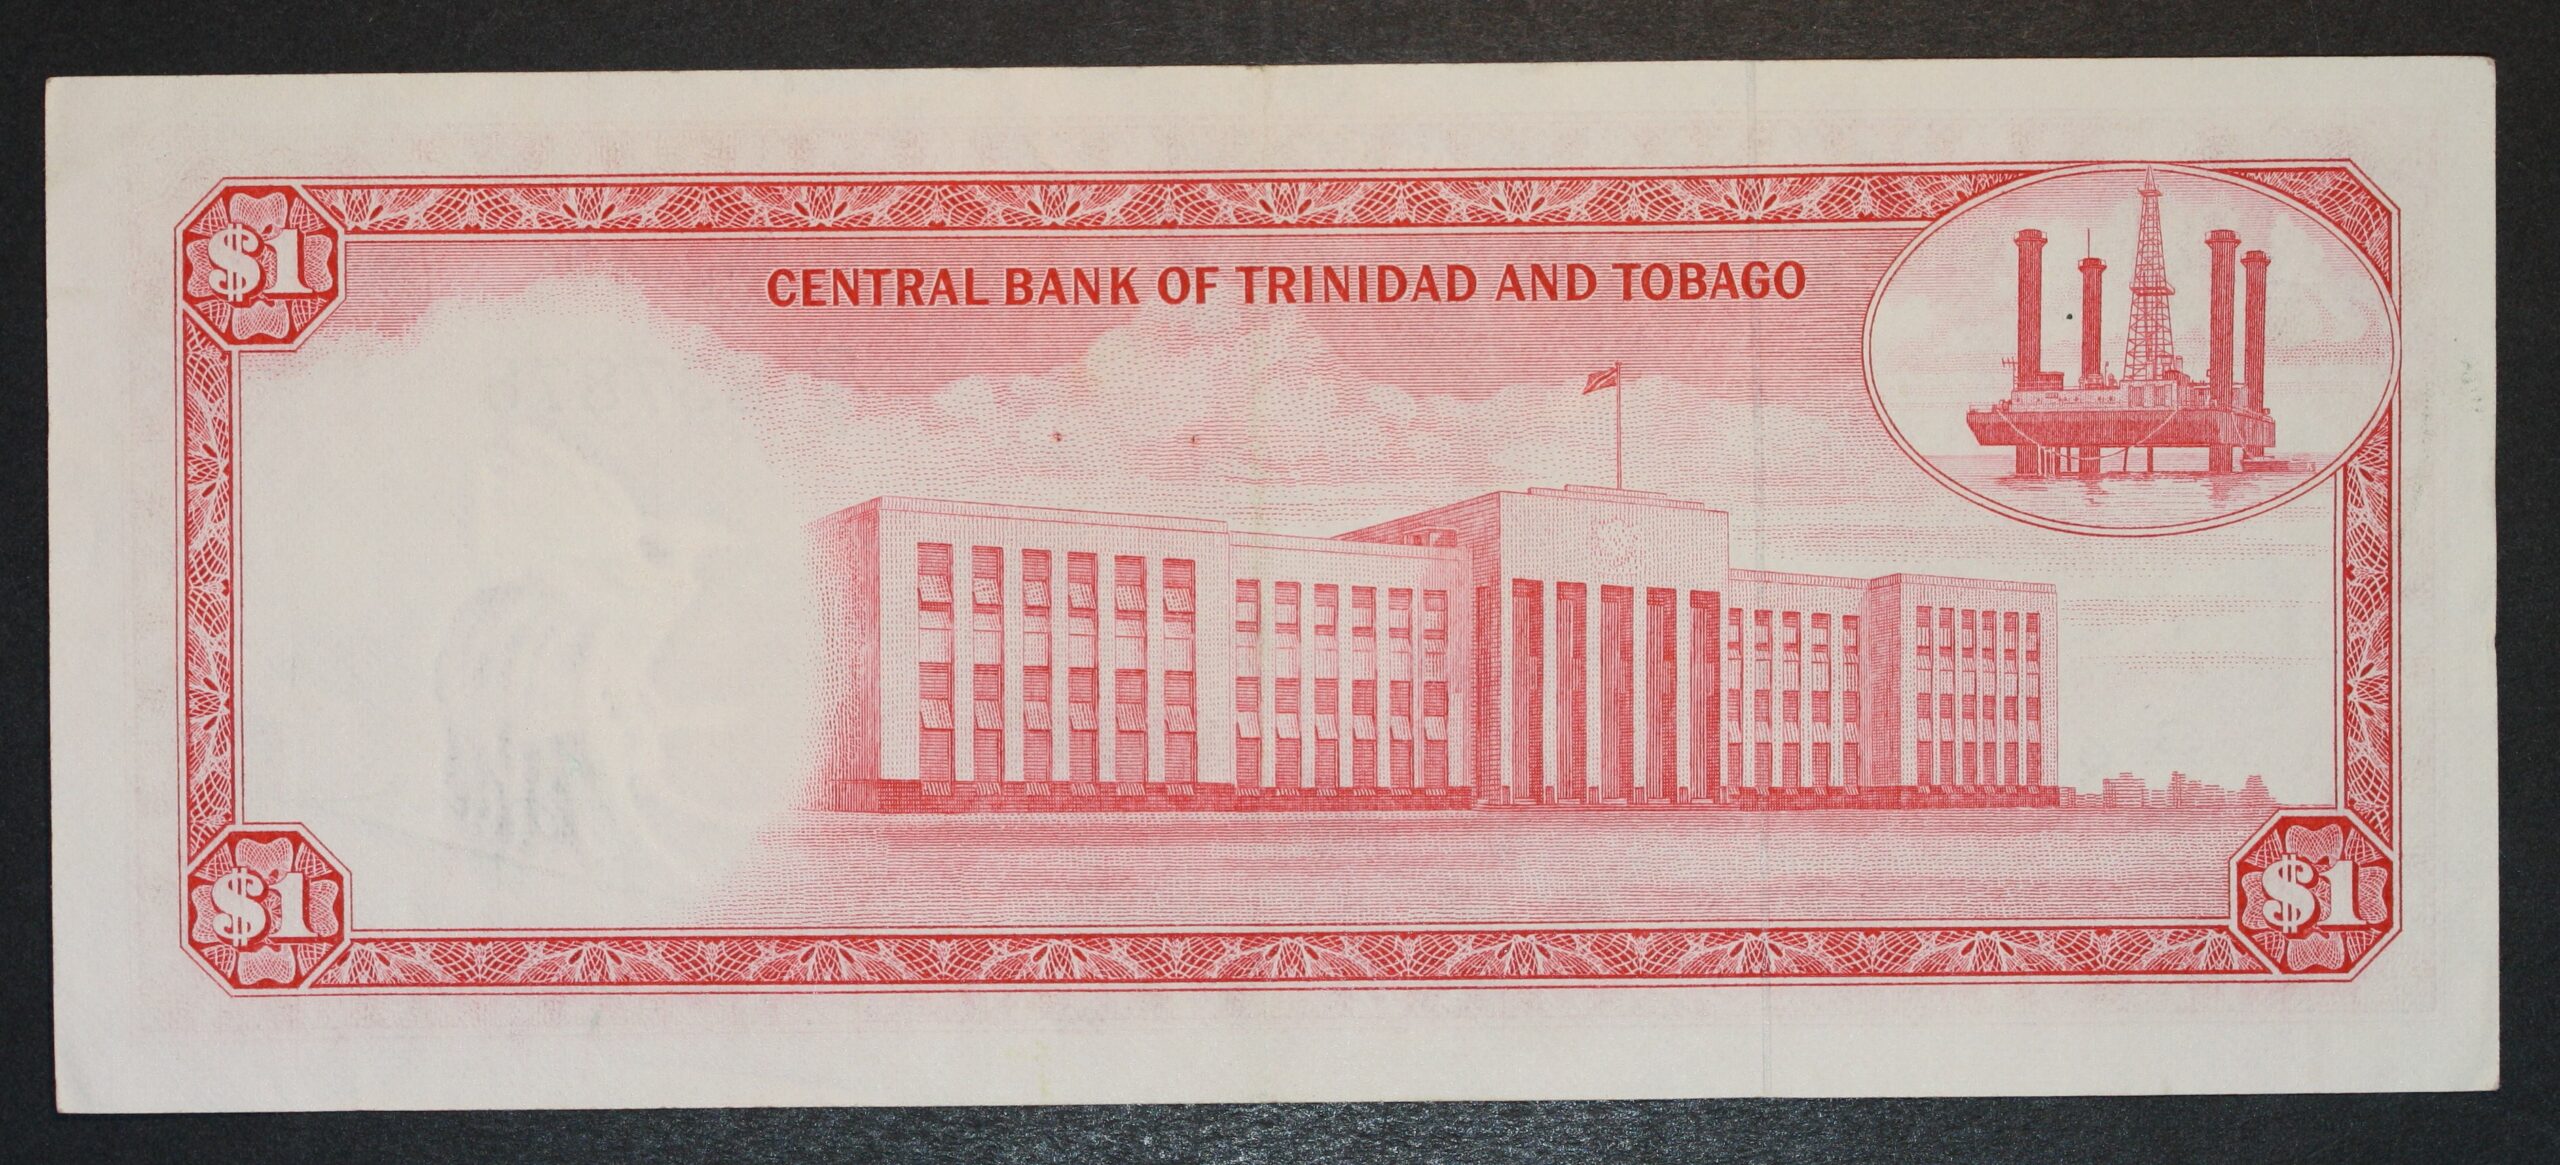 $1
CENTRAL BANK OF TRINIDAD AND TOBAGO
$1
$1